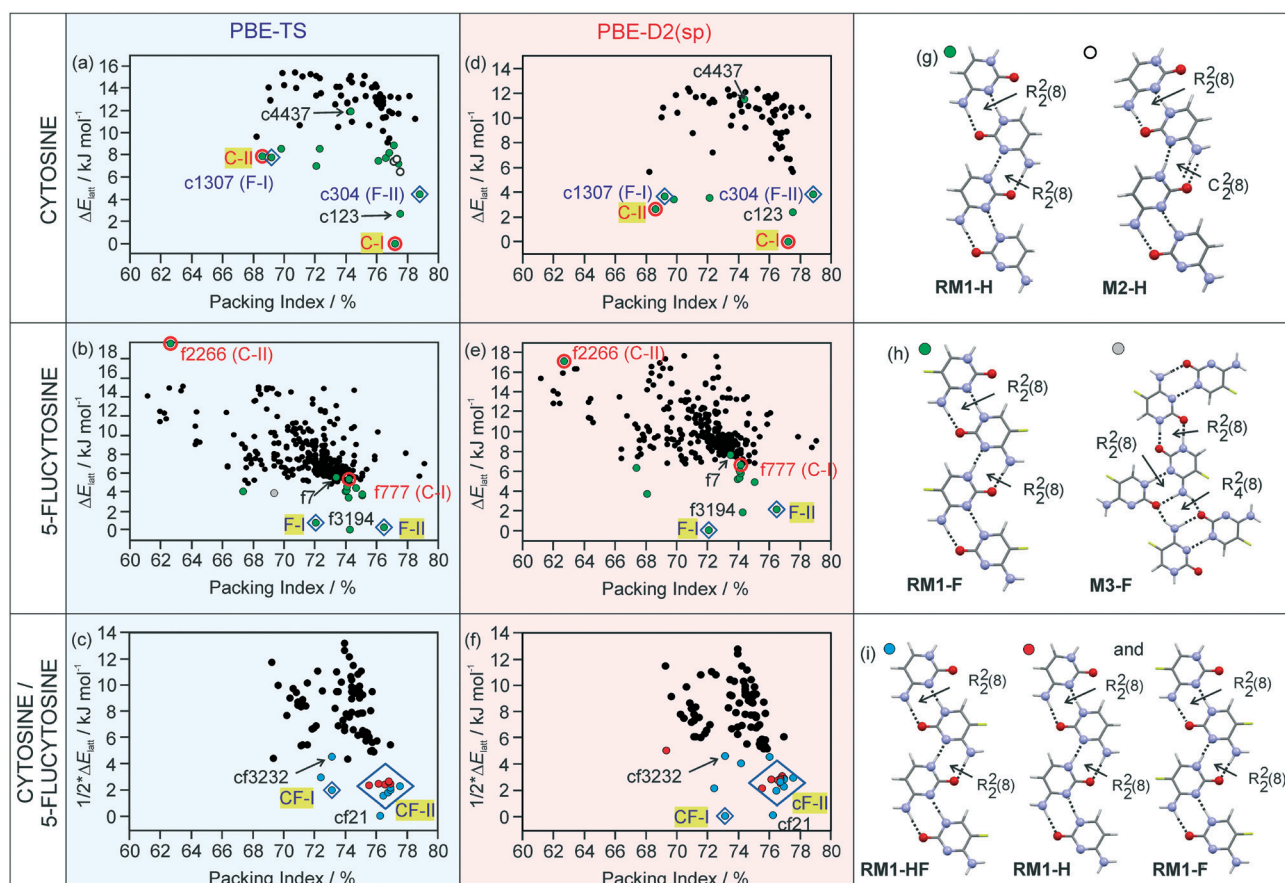 PBE-TS
PBE-D2(sp)
CYTOSINE
(a)
16
14
12
10
8
6
4
2
0
ΔE_latt / kJ mol⁻¹
c4437
C-II
c1307 (F-I)
c304 (F-II)
c123
C-I
60 62 64 66 68 70 72 74 76 78 80
Packing Index / %
(d)
16
14
12
10
8
6
4
2
0
ΔE_latt / kJ mol⁻¹
c4437
c1307 (F-I)
c304 (F-II)
C-II
c123
C-I
60 62 64 66 68 70 72 74 76 78 80
Packing Index / %
(g)
R²₂(8)
R²₂(8)
RM1-H
R²₂(8)
C²₂(8)
M2-H
5-FLUCYTOSINE
(b)
18
16
14
12
10
8
6
4
2
0
ΔE_latt / kJ mol⁻¹
f2266 (C-II)
f7
f777 (C-I)
f3194
F-I
F-II
60 62 64 66 68 70 72 74 76 78 80
Packing Index / %
(e)
18
16
14
12
10
8
6
4
2
0
ΔE_latt / kJ mol⁻¹
f2266 (C-II)
f7
f777 (C-I)
f3194
F-I
F-II
60 62 64 66 68 70 72 74 76 78 80
Packing Index / %
(h)
R²₂(8)
R²₂(8)
RM1-F
R²₂(8)
R²₂(8)
R²₄(8)
M3-F
CYTOSINE /
5-FLUCYTOSINE
(c)
14
12
10
8
6
4
2
0
1/2* ΔE_latt / kJ mol⁻¹
cf3232
CF-I
CF-II
cf21
60 62 64 66 68 70 72 74 76 78 80
Packing Index / %
(f)
14
12
10
8
6
4
2
0
1/2* ΔE_latt / kJ mol⁻¹
cf3232
CF-I
cF-II
cf21
60 62 64 66 68 70 72 74 76 78 80
Packing Index / %
(i)
and
R²₂(8)
R²₂(8)
RM1-HF
R²₂(8)
R²₂(8)
RM1-H
R²₂(8)
R²₂(8)
RM1-F